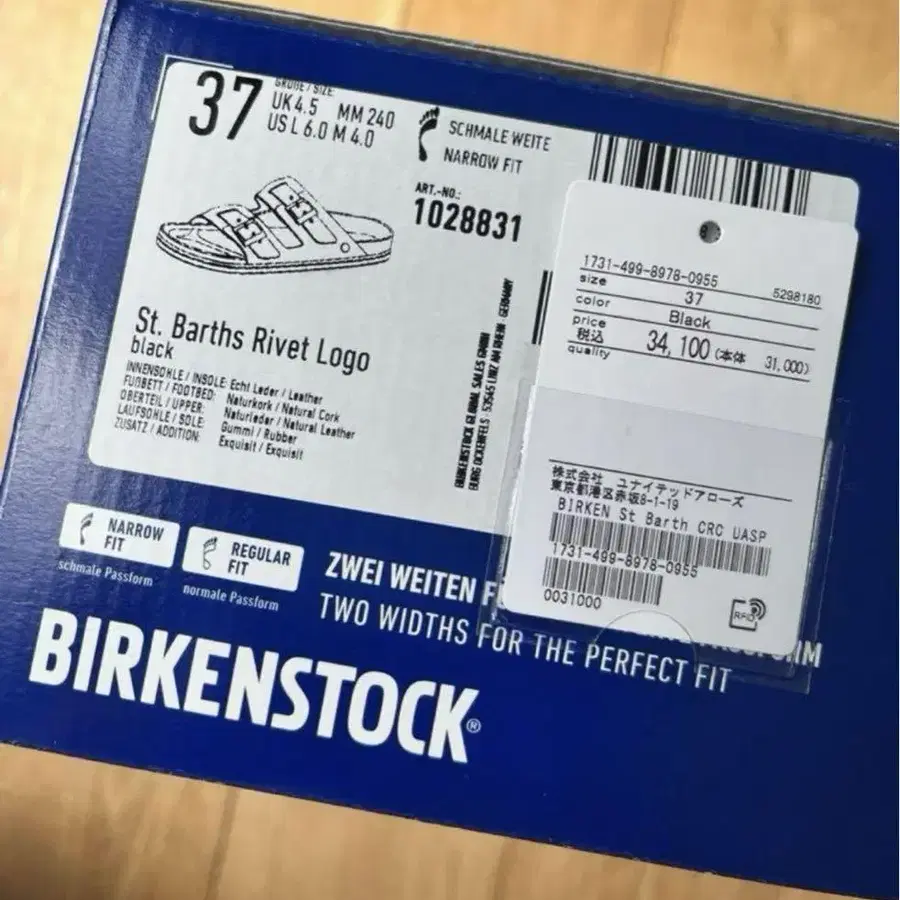 37
GRÖßE / SIZE:
UK 4.5 MM 240
US L 6.0 M 4.0
SCHMALE WEITE
NARROW FIT
ART.-NO.:
1028831
St. Barths Rivet Logo
black
INNENSOHLE / INSOLE: Echt Leder / Leather
FUßBETT / FOOTBED: Naturkork / Natural Cork
OBERTEIL / UPPER: Naturleder / Natural Leather
LAUFSOHLE / SOLE: Gummi / Rubber
ZUSATZ / ADDITION: Exquisit / Exquisit
BIRKENSTOCK GLOBAL SALES GMBH
BURG OCKENFELS · 53545 LINZ AM RHEIN · GERMANY
1731-499-8978-0955
5298180
size 37
color Black
price
税込 34,100 (本体 31,000)
quality
株式会社 ユナイテッドアローズ
東京都港区赤坂8-1-19
BIRKEN St Barth CRC UASP
1731-499-8978-0955
0031000
RFID
NARROW
FIT
schmale Passform
REGULAR
FIT
normale Passform
ZWEI WEITEN
TWO WIDTHS FOR THE PERFECT FIT
BIRKENSTOCK®